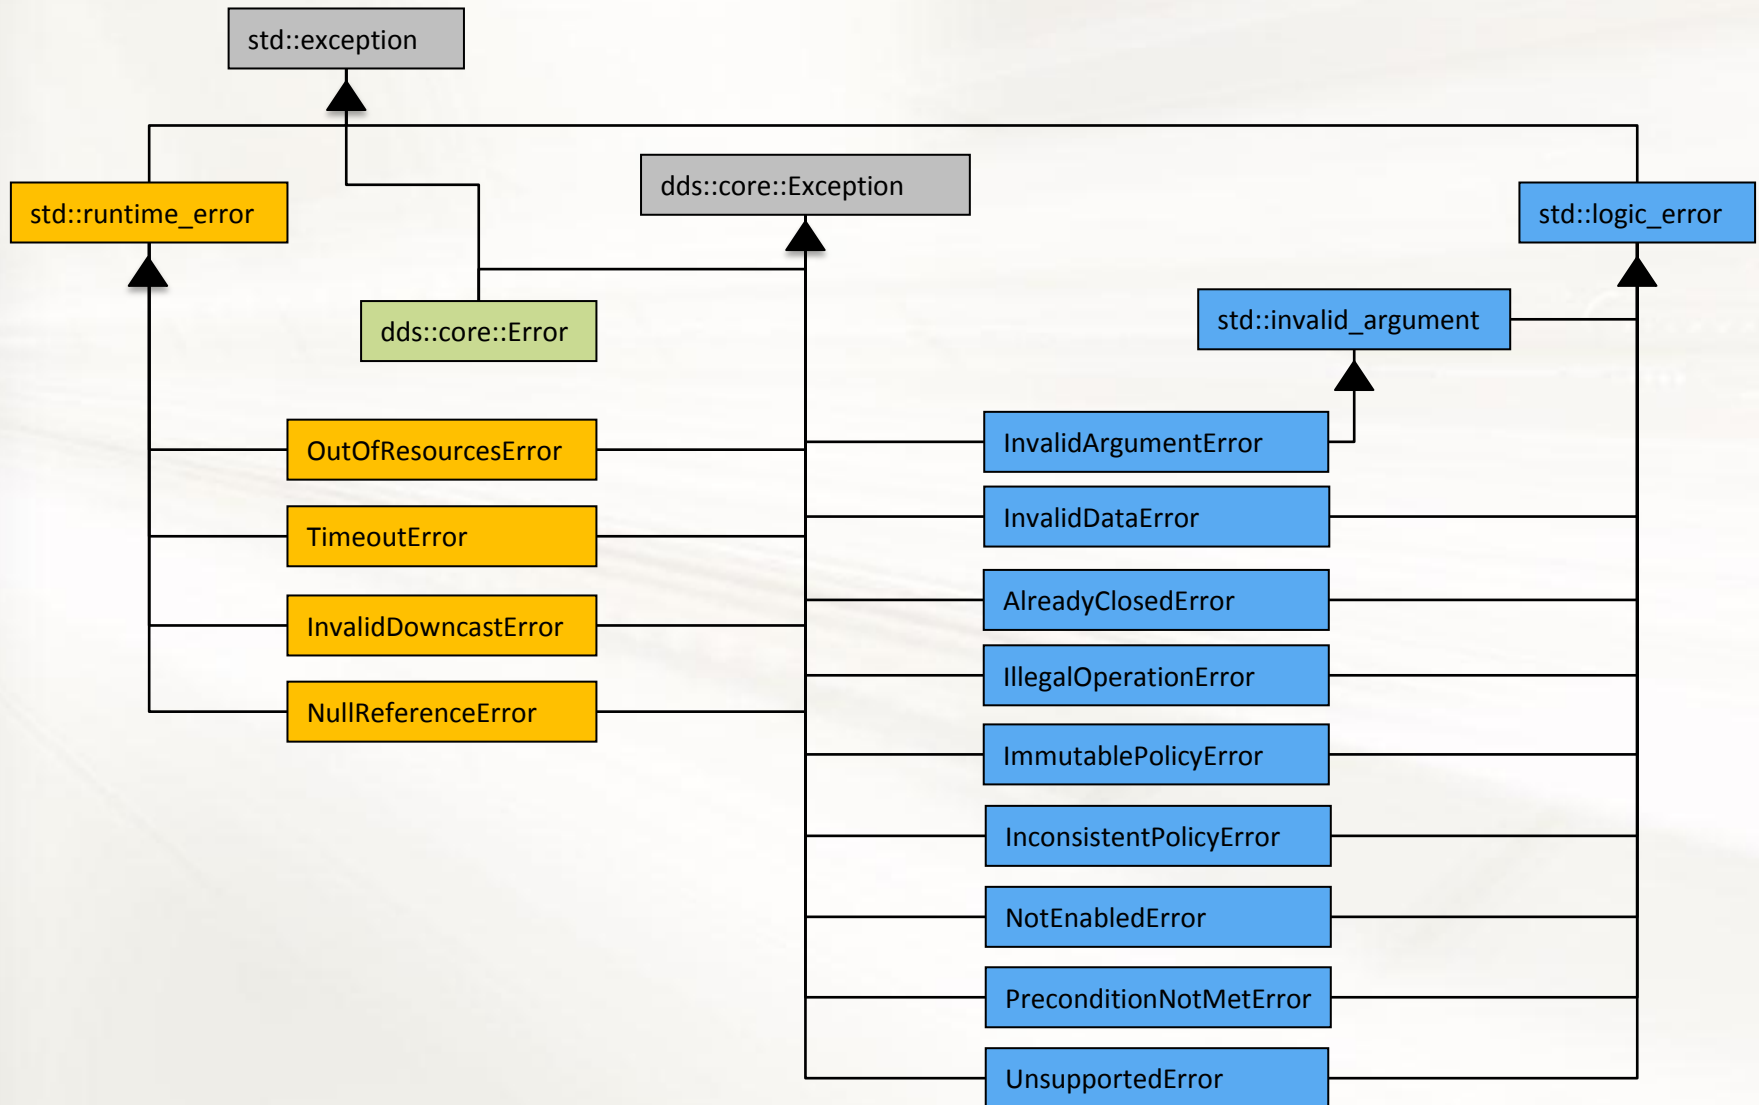 std::exception
dds::core::Exception
std::runtime_error
std::logic_error
dds::core::Error
std::invalid_argument
OutOfResourcesError
InvalidArgumentError
TimeoutError
InvalidDataError
InvalidDowncastError
AlreadyClosedError
NullReferenceError
IllegalOperationError
ImmutablePolicyError
InconsistentPolicyError
NotEnabledError
PreconditionNotMetError
UnsupportedError